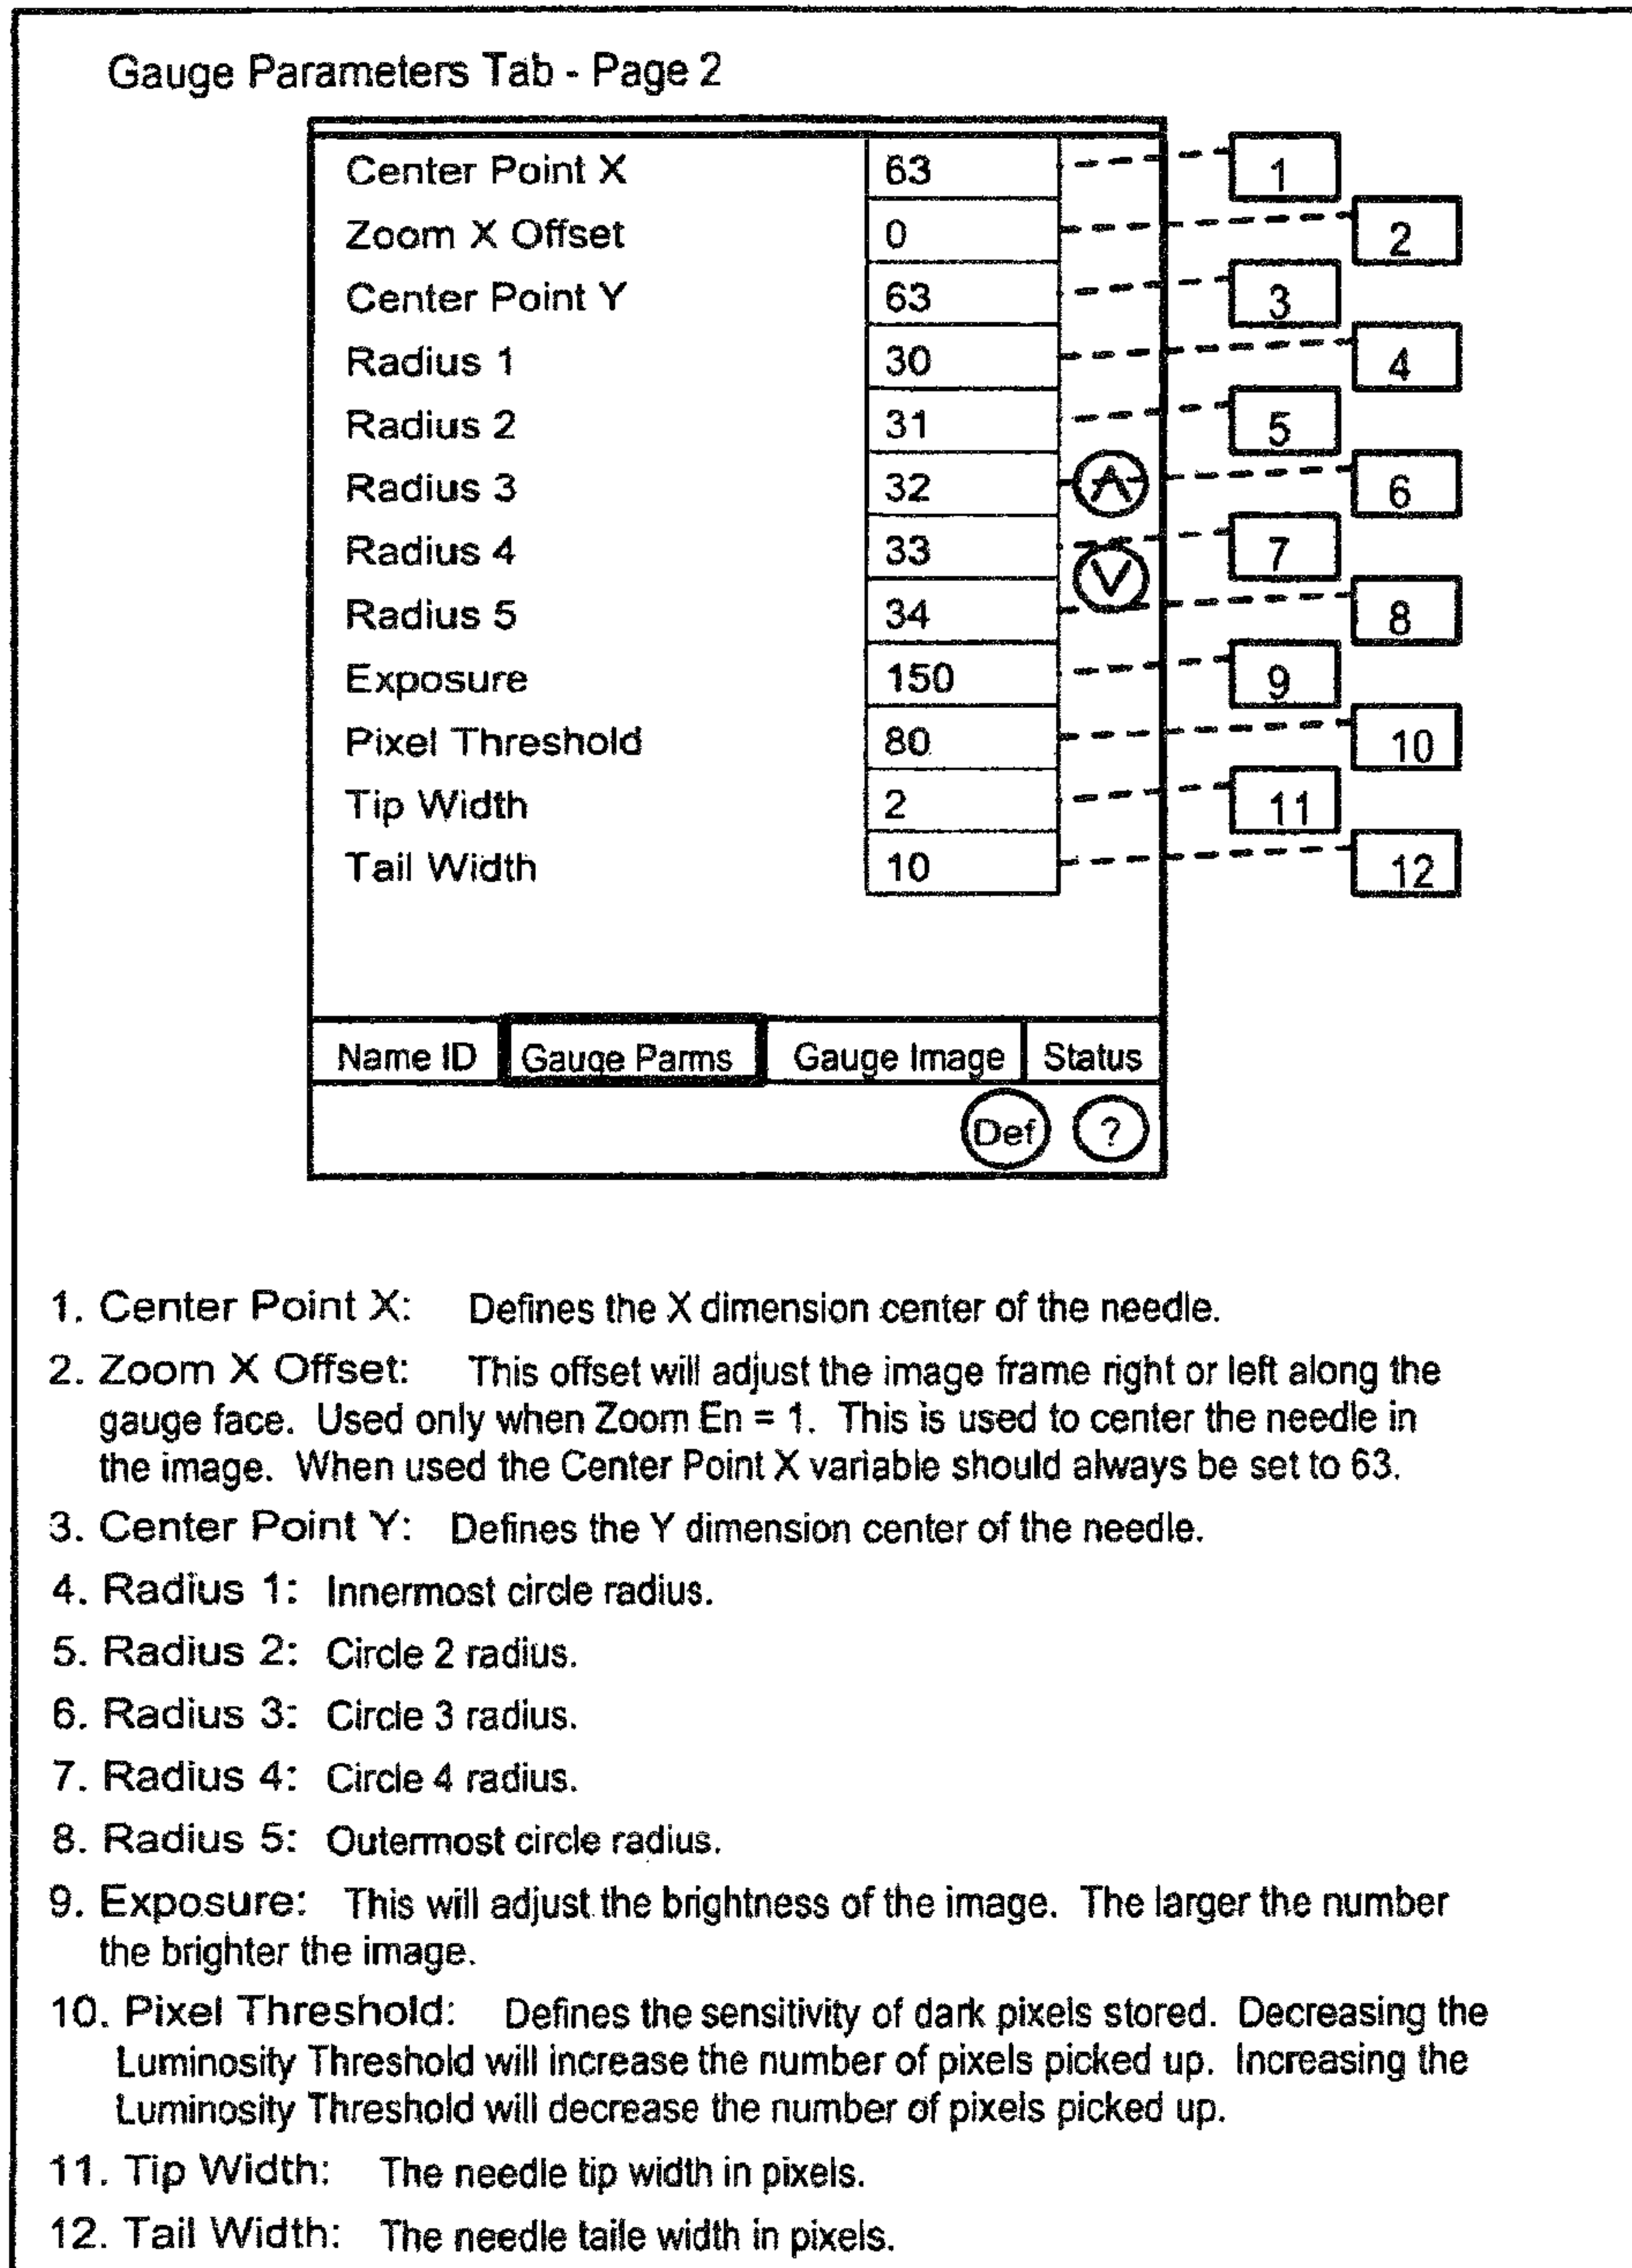 Gauge Parameters Tab - Page 2
Center Point X 63 1
Zoom X Offset 0 2
Center Point Y 63 3
Radius 1 30 4
Radius 2 31 5
Radius 3 32 A 6
Radius 4 33 V 7
Radius 5 34 8
Exposure 150 9
Pixel Threshold 80 10
Tip Width 2 11
Tail Width 10 12
Name ID Gauge Parms Gauge Image Status
Def ?
1. Center Point X: Defines the X dimension center of the needle.
2. Zoom X Offset: This offset will adjust the image frame right or left along the
gauge face. Used only when Zoom En = 1. This is used to center the needle in
the image. When used the Center Point X variable should always be set to 63.
3. Center Point Y: Defines the Y dimension center of the needle.
4. Radius 1: Innermost circle radius.
5. Radius 2: Circle 2 radius.
6. Radius 3: Circle 3 radius.
7. Radius 4: Circle 4 radius.
8. Radius 5: Outermost circle radius.
9. Exposure: This will adjust the brightness of the image. The larger the number
the brighter the image.
10. Pixel Threshold: Defines the sensitivity of dark pixels stored. Decreasing the
Luminosity Threshold will increase the number of pixels picked up. Increasing the
Luminosity Threshold will decrease the number of pixels picked up.
11. Tip Width: The needle tip width in pixels.
12. Tail Width: The needle taile width in pixels.